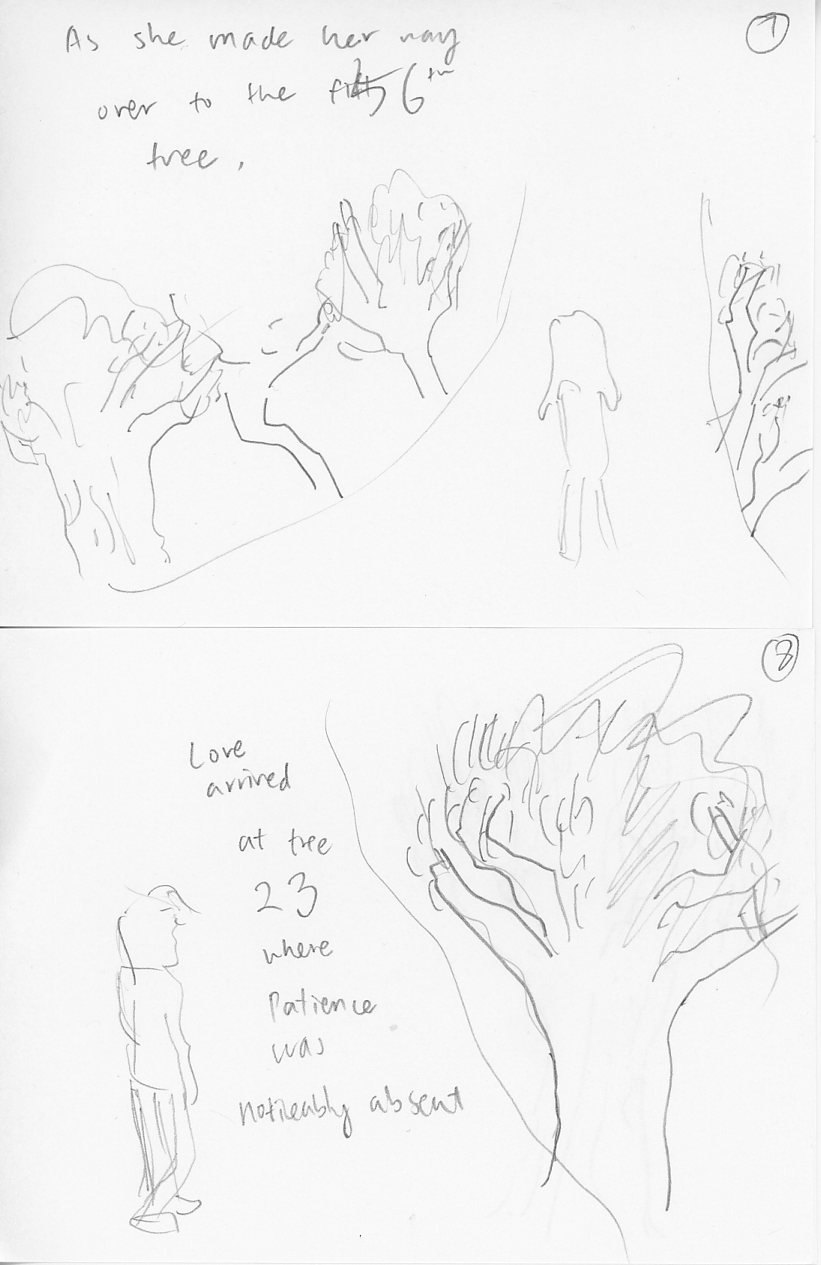 7
As she made her way
over to the 6th
tree.
8
Love
arrived
at tree
23
where
Patience
was
noticeably absent